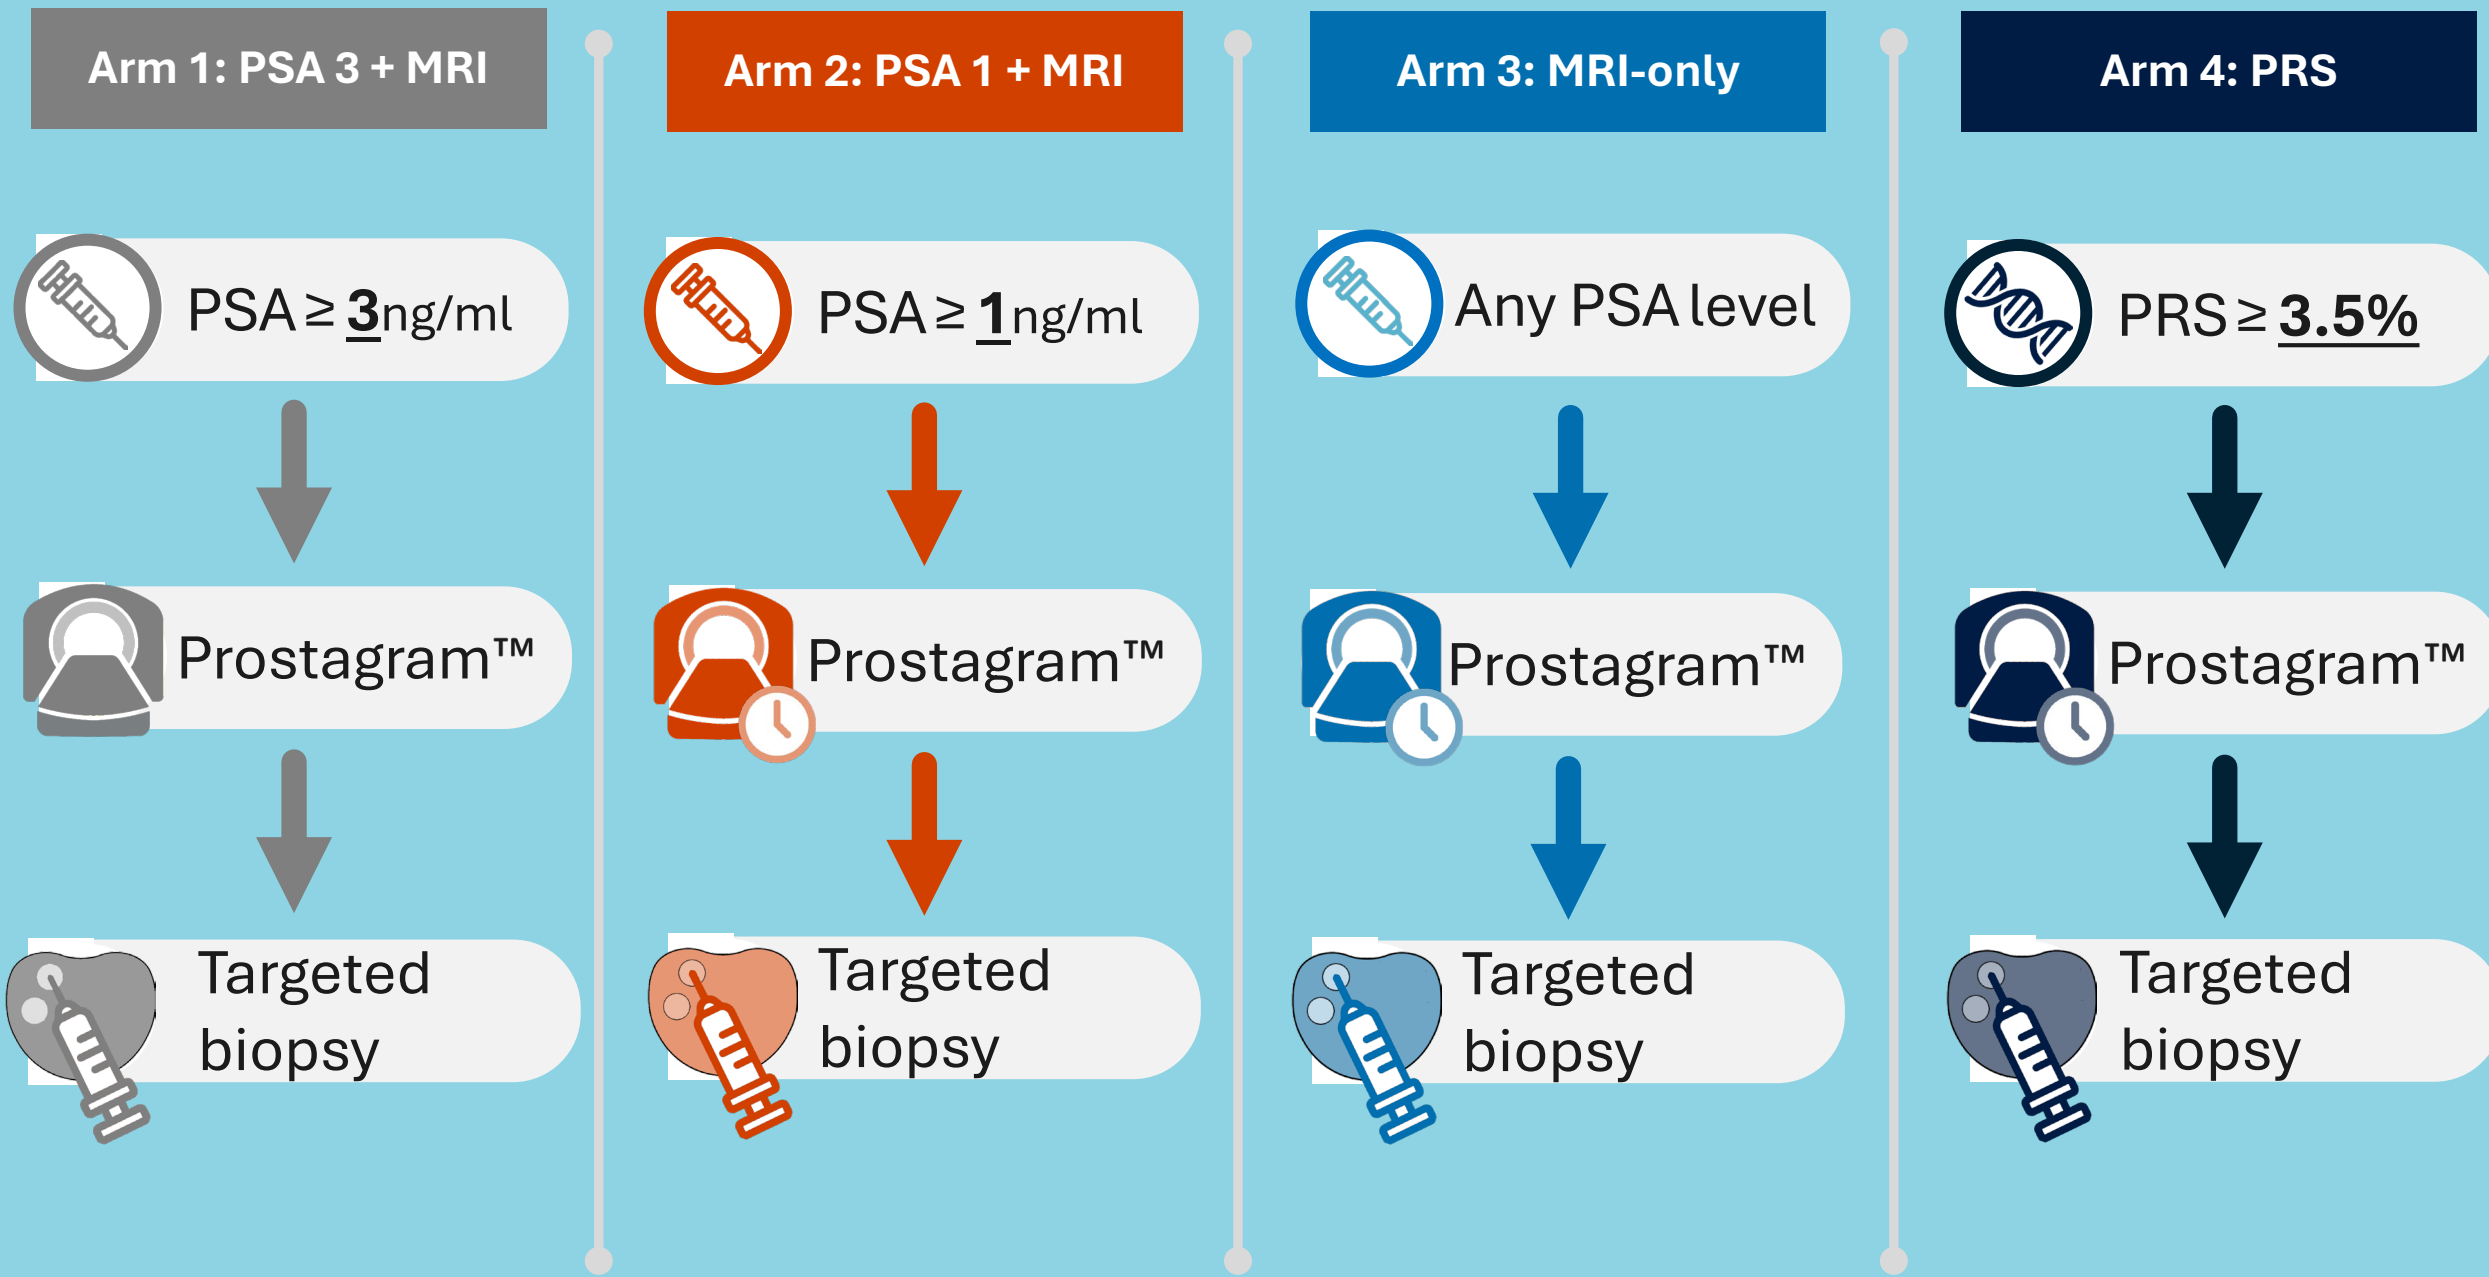 Arm 1: PSA 3 + MRI
PSA ≥ 3ng/ml
Prostagram™
Targeted
biopsy
Arm 2: PSA 1 + MRI
PSA ≥ 1ng/ml
Prostagram™
Targeted
biopsy
Arm 3: MRI-only
Any PSA level
Prostagram™
Targeted
biopsy
Arm 4: PRS
PRS ≥ 3.5%
Prostagram™
Targeted
biopsy